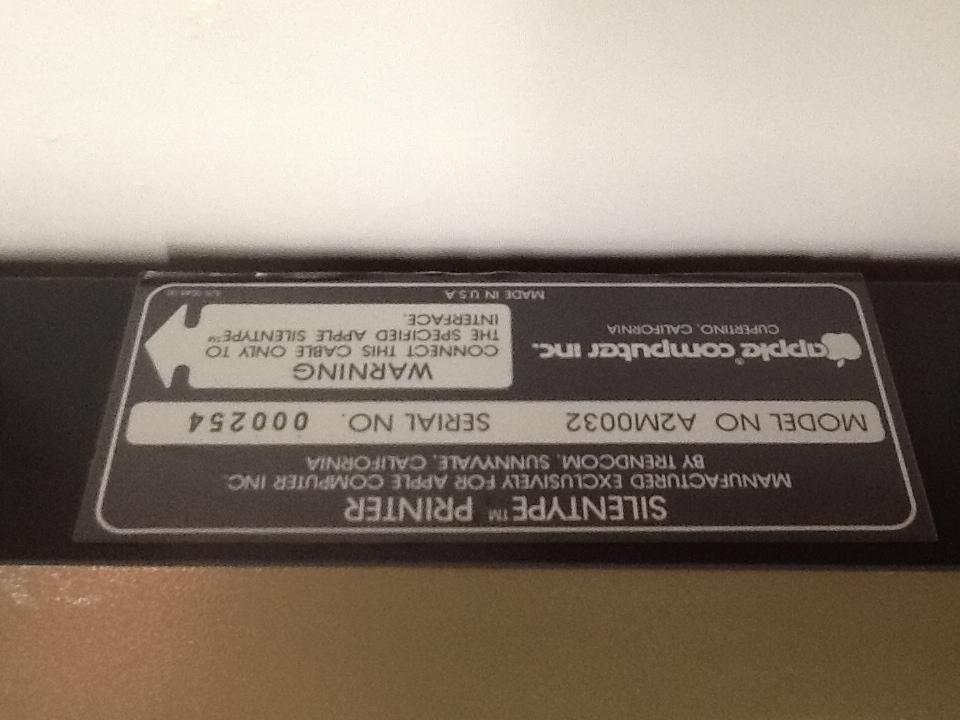 SILENTYPE™ PRINTER
MANUFACTURED EXCLUSIVELY FOR APPLE COMPUTER INC.
BY TRENDCOM, SUNNYVALE, CALIFORNIA
MODEL NO A2M0032 SERIAL NO. 000254
apple computer inc.®
CUPERTINO, CALIFORNIA
WARNING
CONNECT THIS CABLE ONLY TO
THE SPECIFIED APPLE SILENTYPE™
INTERFACE.
MADE IN U.S.A